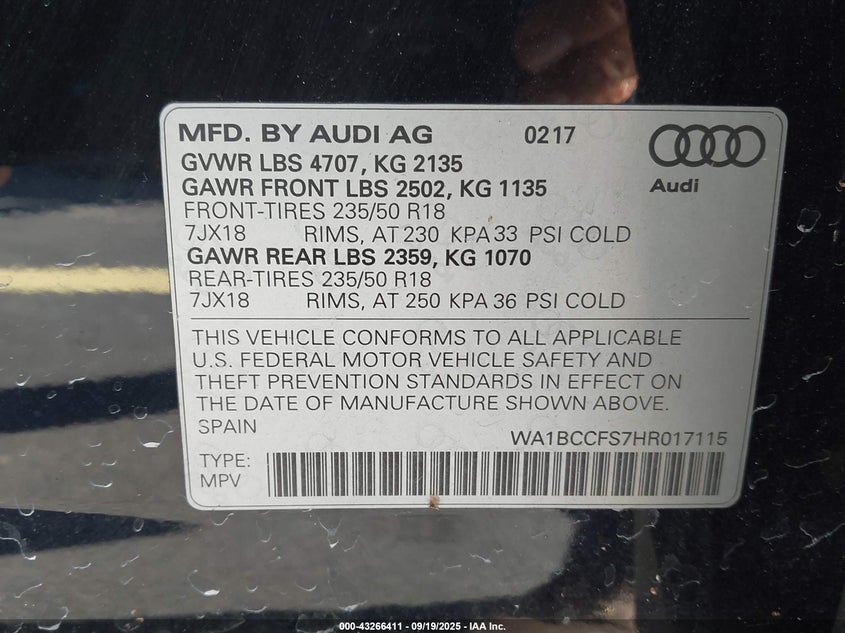 MFD. BY AUDI AG 0217
GVWR LBS 4707, KG 2135
GAWR FRONT LBS 2502, KG 1135
Audi
FRONT-TIRES 235/50 R18
7JX18 RIMS, AT 230 KPA 33 PSI COLD
GAWR REAR LBS 2359, KG 1070
REAR-TIRES 235/50 R18
7JX18 RIMS, AT 250 KPA 36 PSI COLD
THIS VEHICLE CONFORMS TO ALL APPLICABLE
U.S. FEDERAL MOTOR VEHICLE SAFETY AND
THEFT PREVENTION STANDARDS IN EFFECT ON
THE DATE OF MANUFACTURE SHOWN ABOVE.
SPAIN
WA1BCCFS7HR017115
TYPE:
MPV
000-43266411 - 09/19/2025 - IAA Inc.